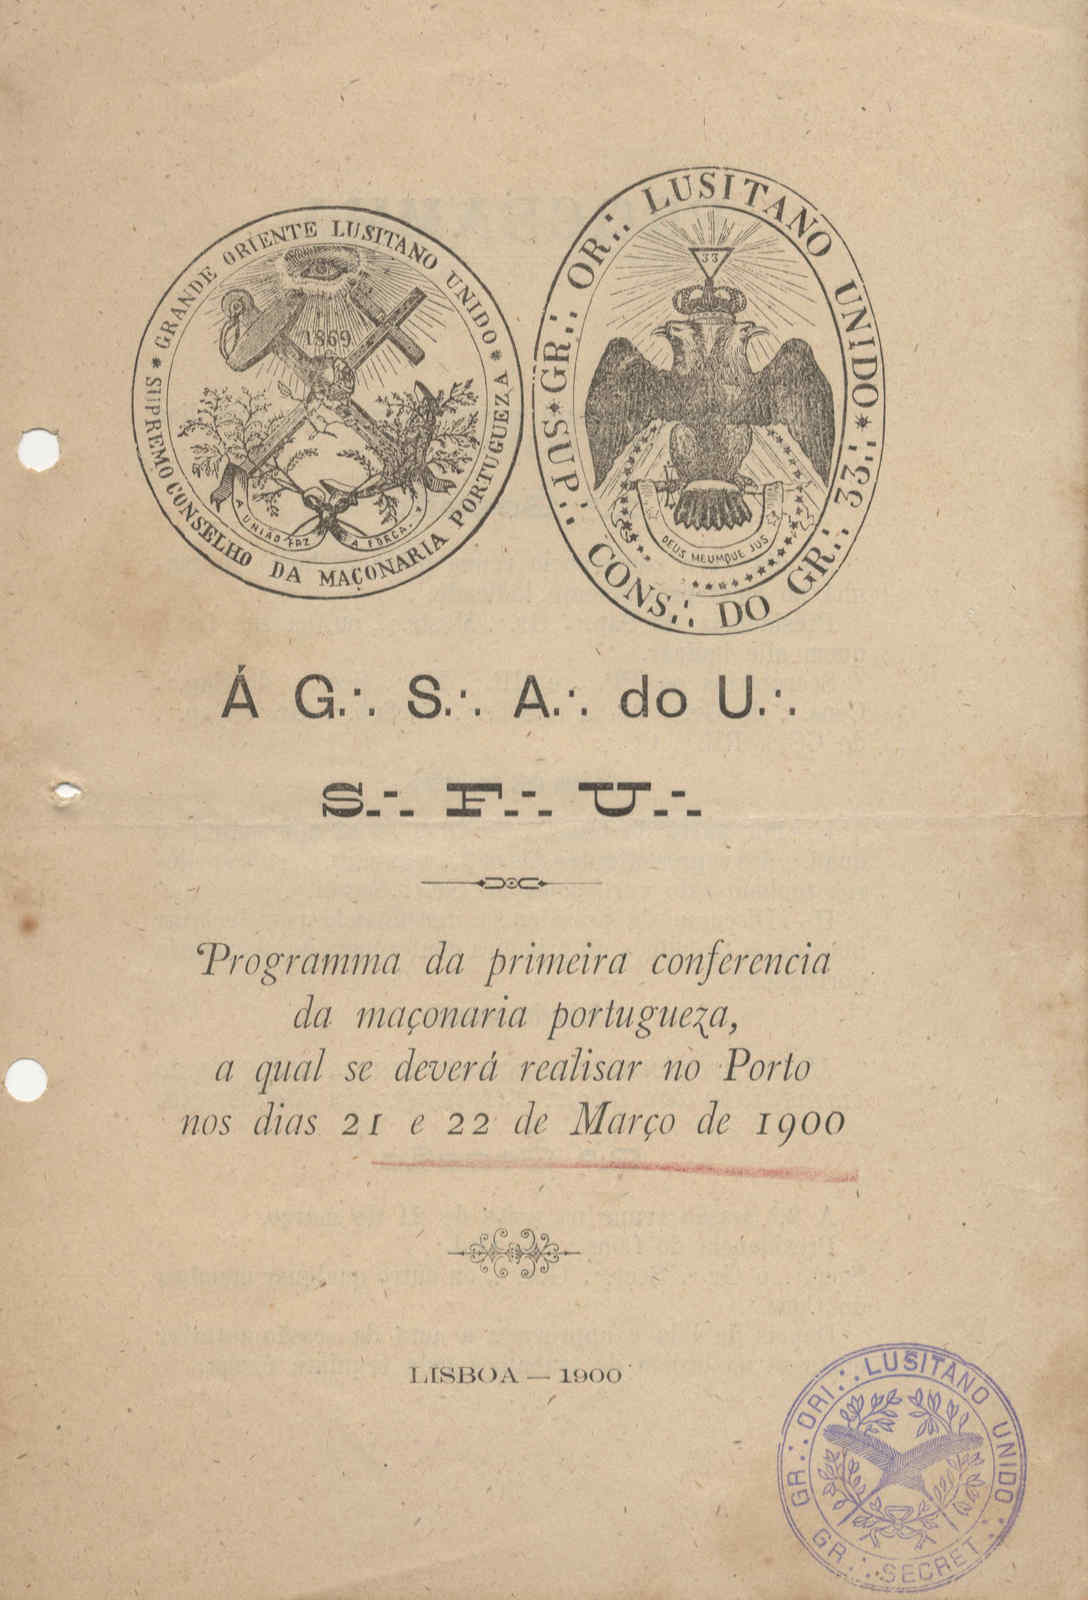 * GRANDE ORIENTE LUSITANO UNIDO *
SUPREMO CONSELHO DA MAÇONARIA PORTUGUEZA
1869
A UNIÃO FAZ A FORÇA.
GR∴ OR∴ LUSITANO UNIDO *
SUP∴ CONS∴ DO GR∴ 33∴
33
DEUS MEUMQUE JUS
Á G.∴ S.∴ A.∴ do U.∴
S.∴ F.∴ U.∴
Programma da primeira conferencia
da maçonaria portugueza,
a qual se deverá realisar no Porto
nos dias 21 e 22 de Março de 1900
LISBOA — 1900
GR∴ ORI∴ LUSITANO UNIDO
GR∴ SECRET∴